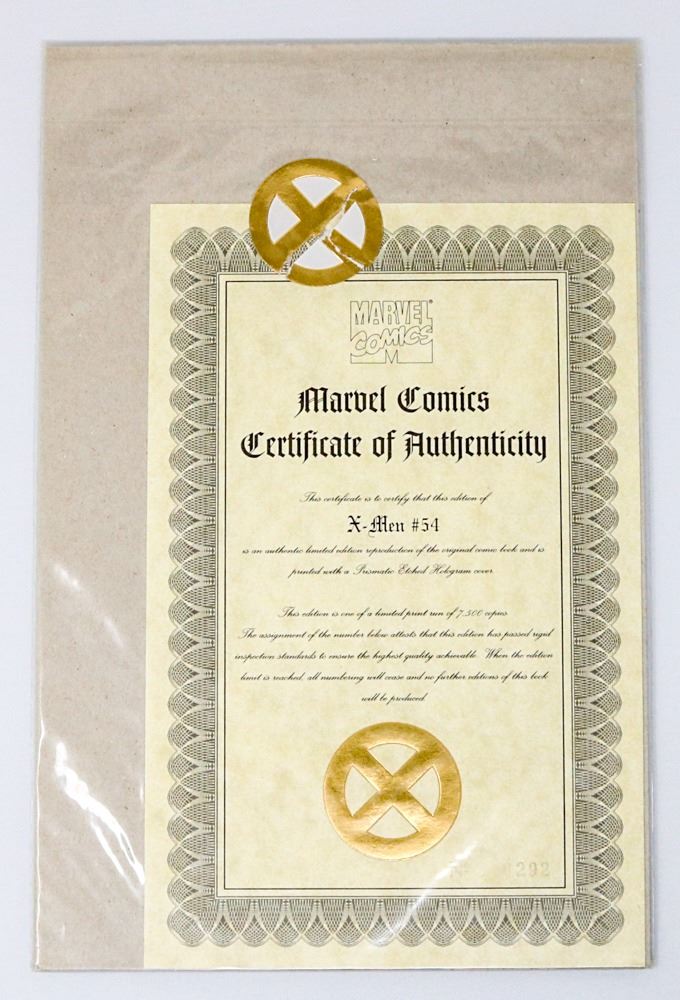 MARVEL
COMICS
Marvel Comics
Certificate of Authenticity
This certificate is to certify that this edition of
X-Men #54
is an authentic limited edition reproduction of the original comic book and is
printed with a Prismatic Etched Hologram cover.
This edition is one of a limited print run of 7,500 copies.
The assignment of the number below attests that this edition has passed rigid
inspection standards to ensure the highest quality achievable. When the edition
limit is reached, all numbering will cease and no further editions of this book
will be produced.
292